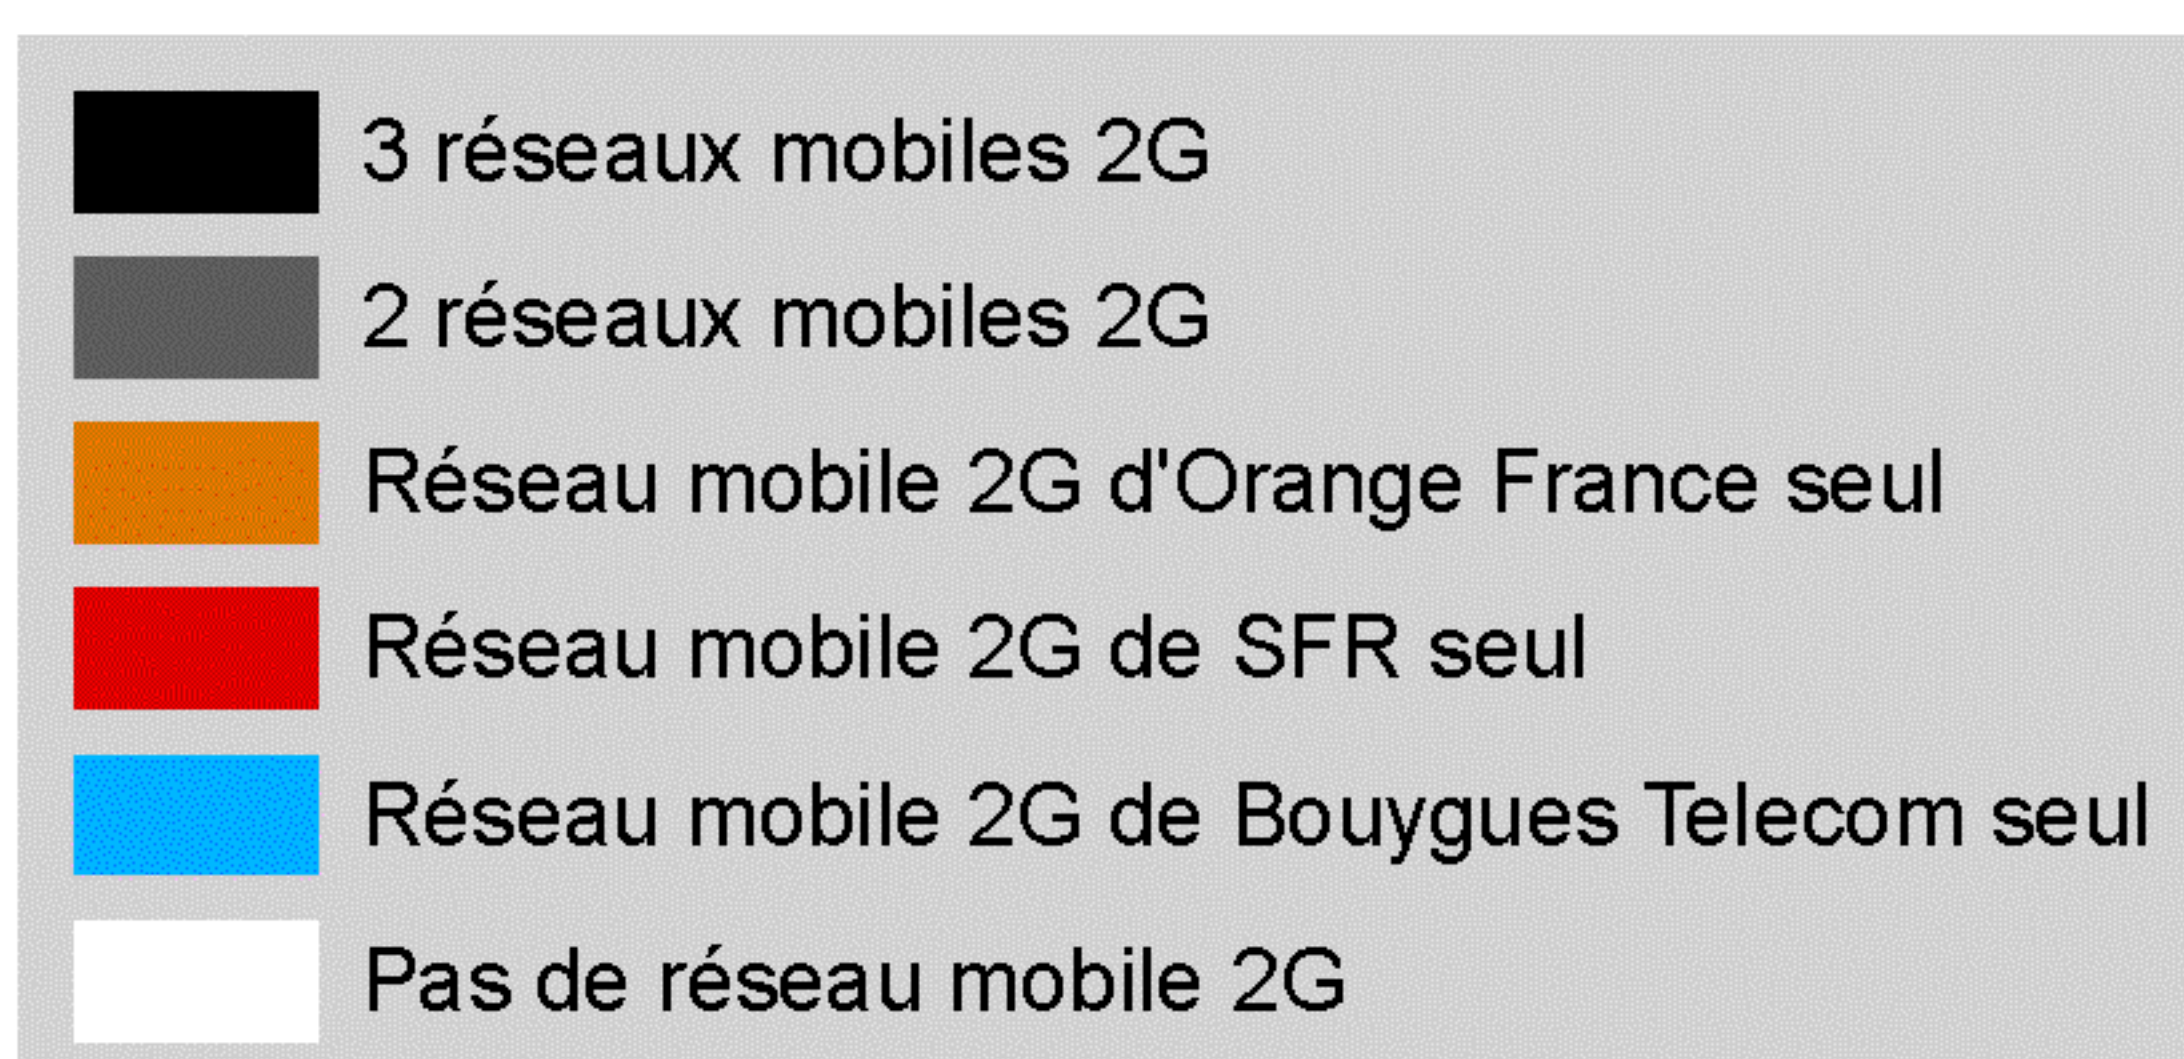 3 réseaux mobiles 2G
2 réseaux mobiles 2G
Réseau mobile 2G d'Orange France seul
Réseau mobile 2G de SFR seul
Réseau mobile 2G de Bouygues Telecom seul
Pas de réseau mobile 2G